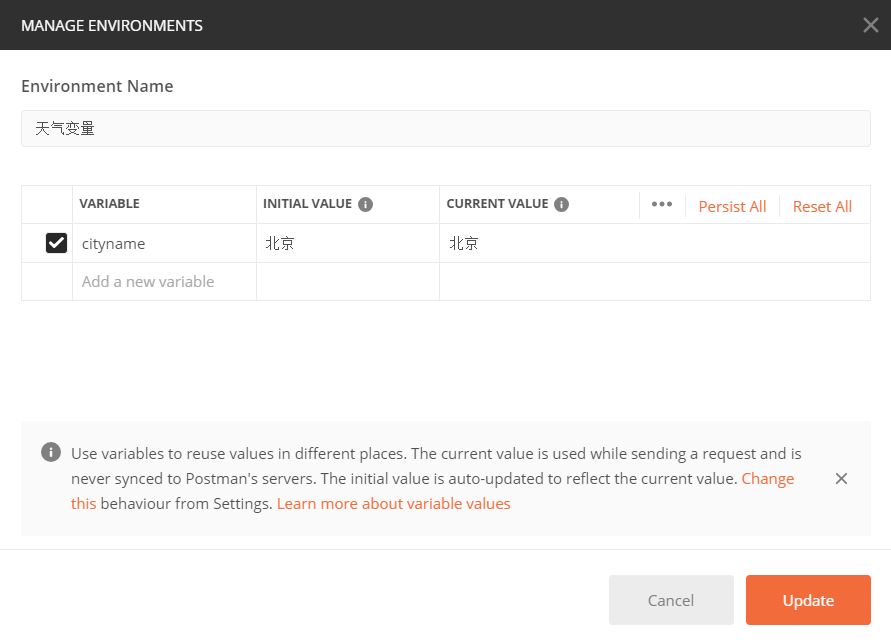 MANAGE ENVIRONMENTS
Environment Name
天气变量
VARIABLE INITIAL VALUE CURRENT VALUE Persist All Reset All
cityname 北京 北京
Add a new variable
Use variables to reuse values in different places. The current value is used while sending a request and is
never synced to Postman's servers. The initial value is auto-updated to reflect the current value. Change
this behaviour from Settings. Learn more about variable values
Cancel Update